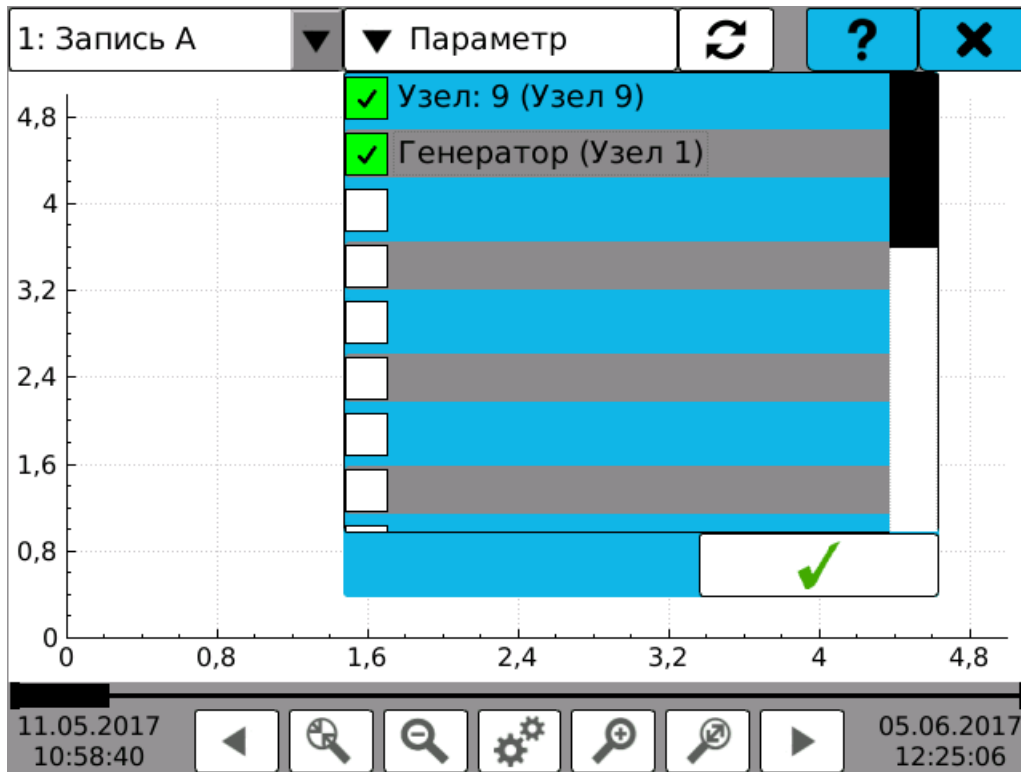 1: Запись A
▼ Параметр
?
Узел: 9 (Узел 9)
Генератор (Узел 1)
4,8
4
3,2
2,4
1,6
0,8
0
0 0,8 1,6 2,4 3,2 4 4,8
11.05.2017
10:58:40
05.06.2017
12:25:06